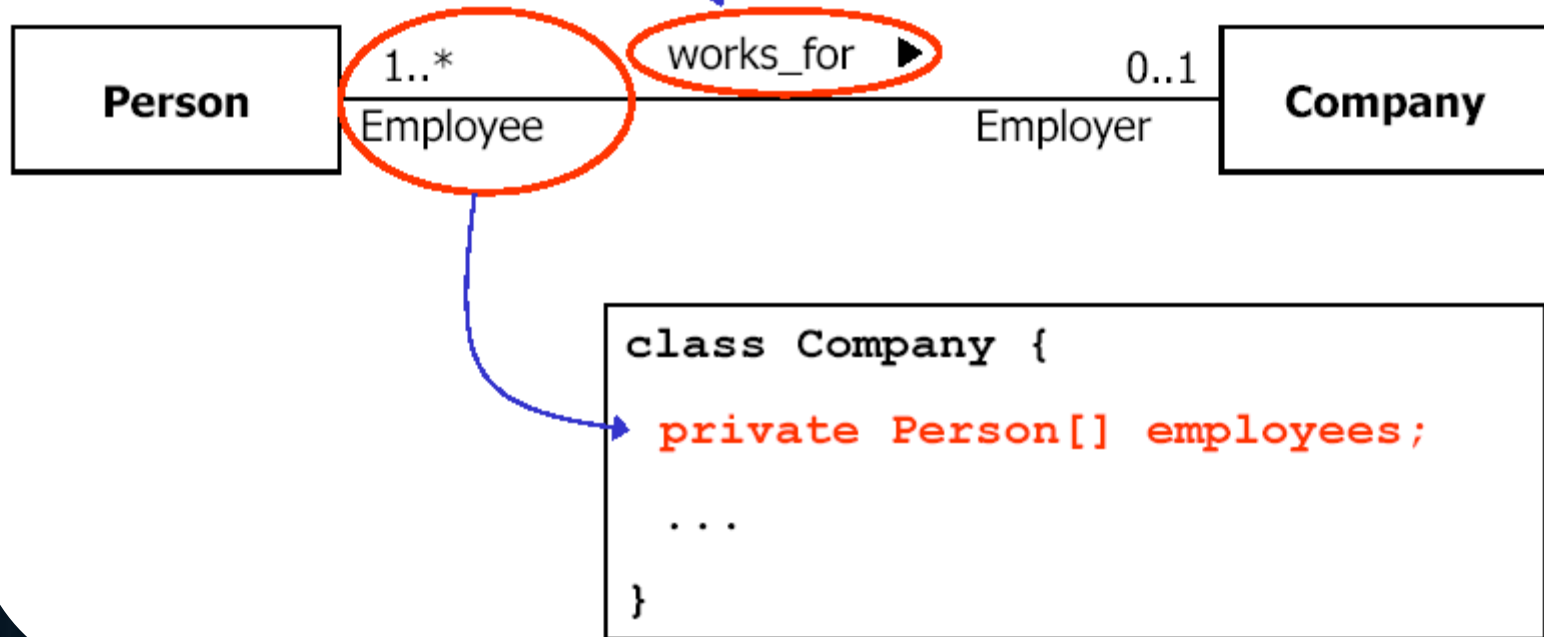 works_for ▶
1..*
0..1
Person
Company
Employee
Employer
class Company {
private Person[] employees;
...
}